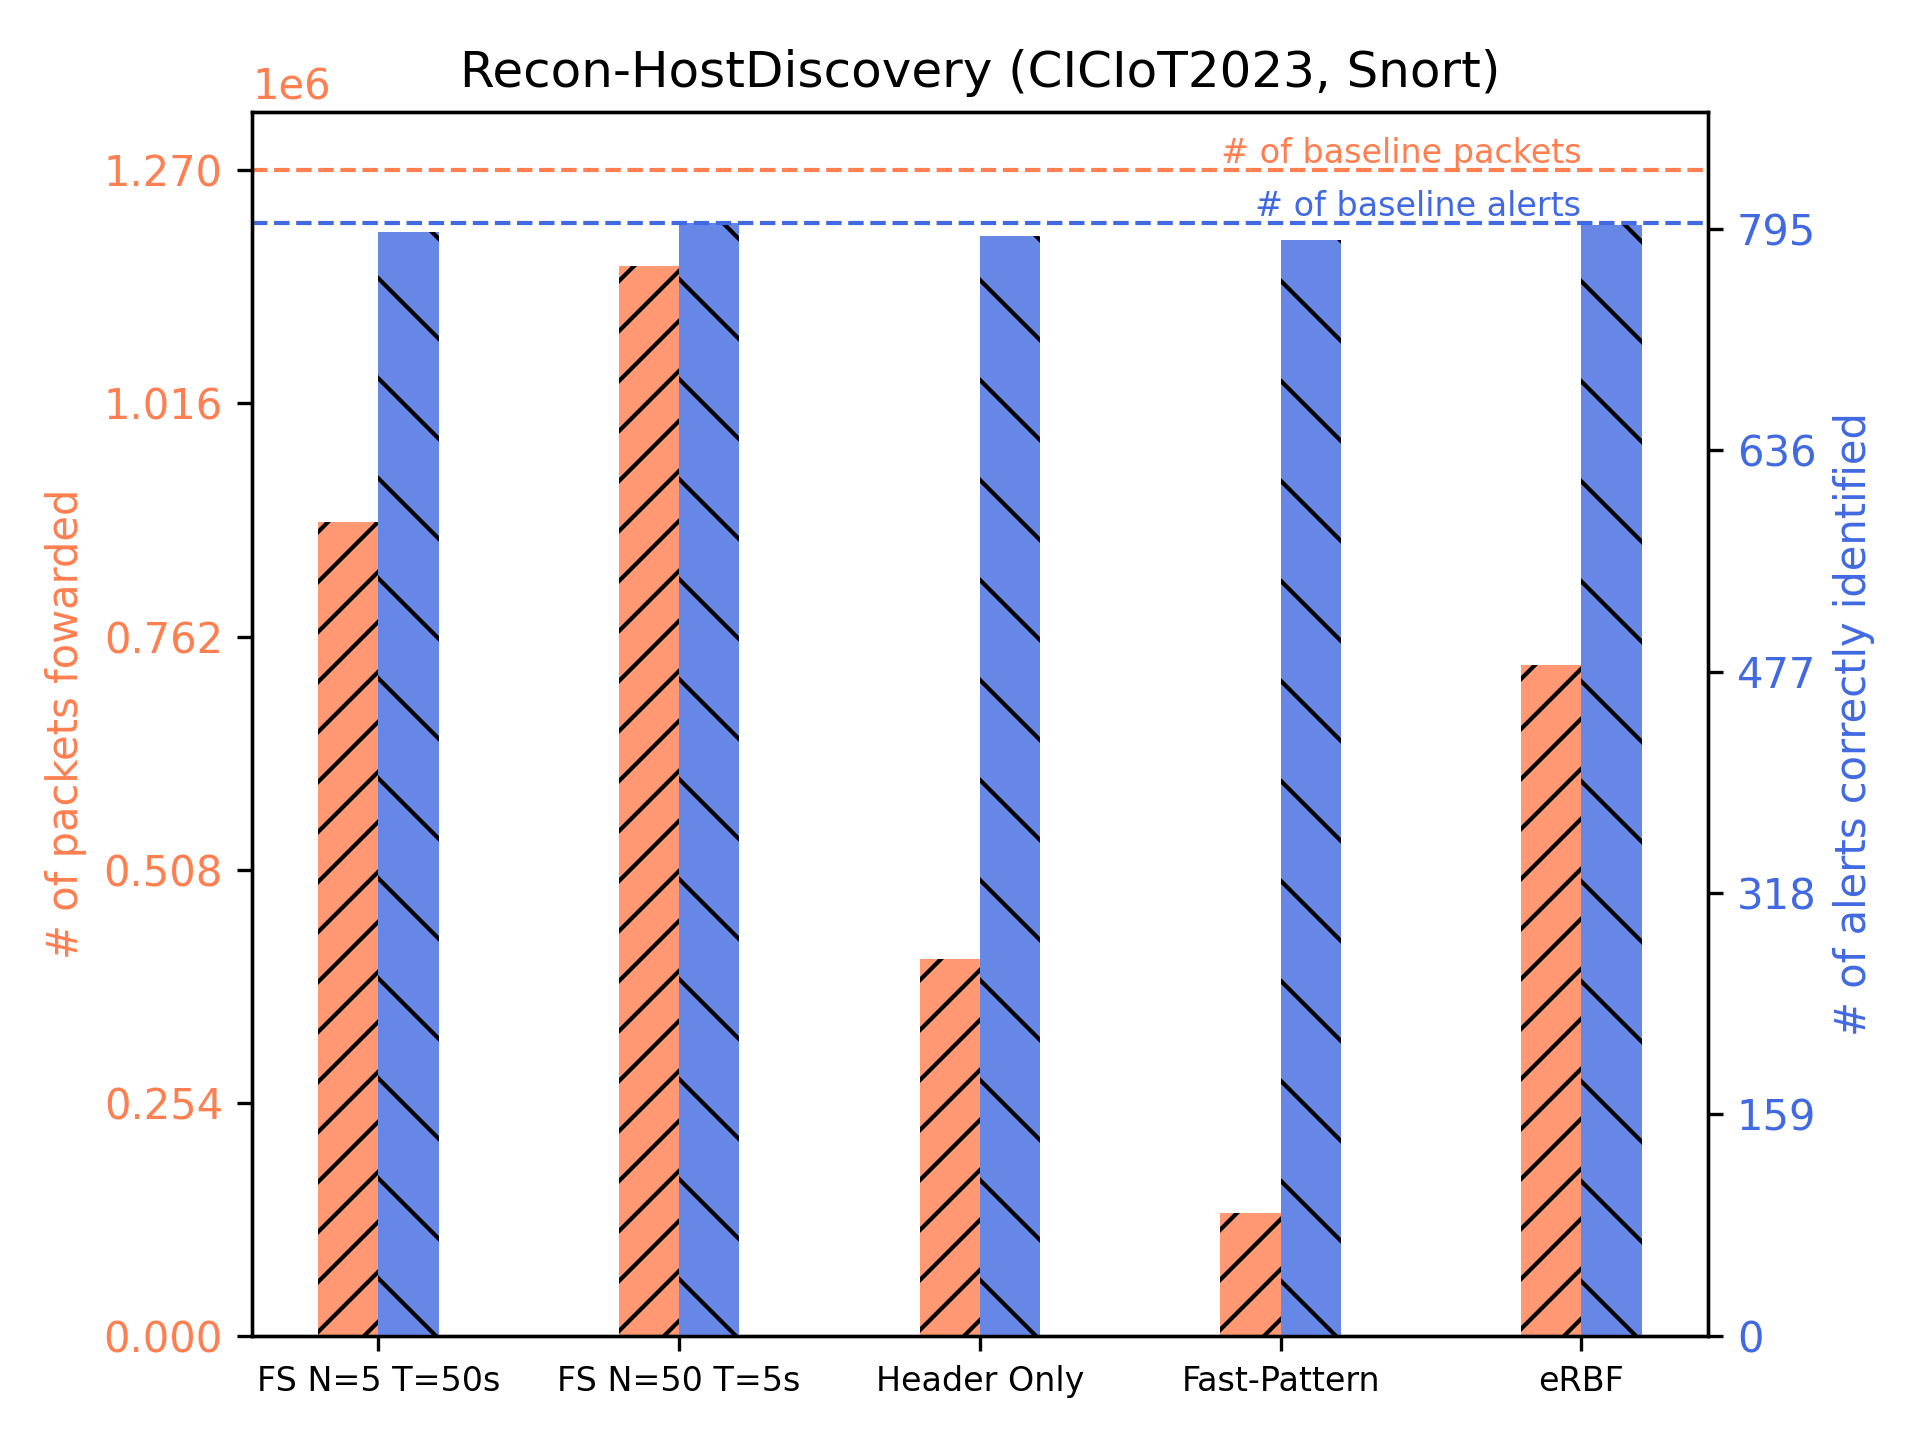 Recon-HostDiscovery (CICIoT2023, Snort)
1e6
# of baseline packets
# of baseline alerts
1.270
1.016
0.762
0.508
0.254
0.000
# of packets fowarded
795
636
477
318
159
0
# of alerts correctly identified
FS N=5 T=50s
FS N=50 T=5s
Header Only
Fast-Pattern
eRBF